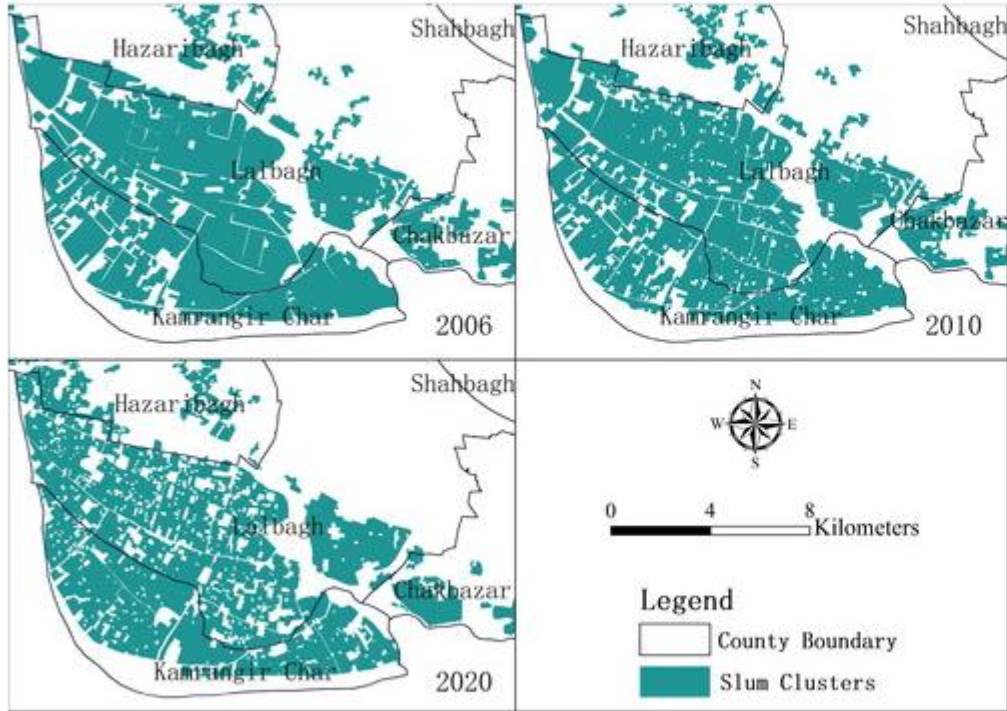 Shahbagh
Hazaribagh
Lalbagh
Chakbazar
Kamrangir Char
2006
Shahbagh
Hazaribagh
Lalbagh
Chakbazar
Kamrangir Char
2010
Shahbagh
Hazaribagh
Lalbagh
Chakbazar
Kamrangir Char
2020
N
W E
S
0 4 8
Kilometers
Legend
County Boundary
Slum Clusters